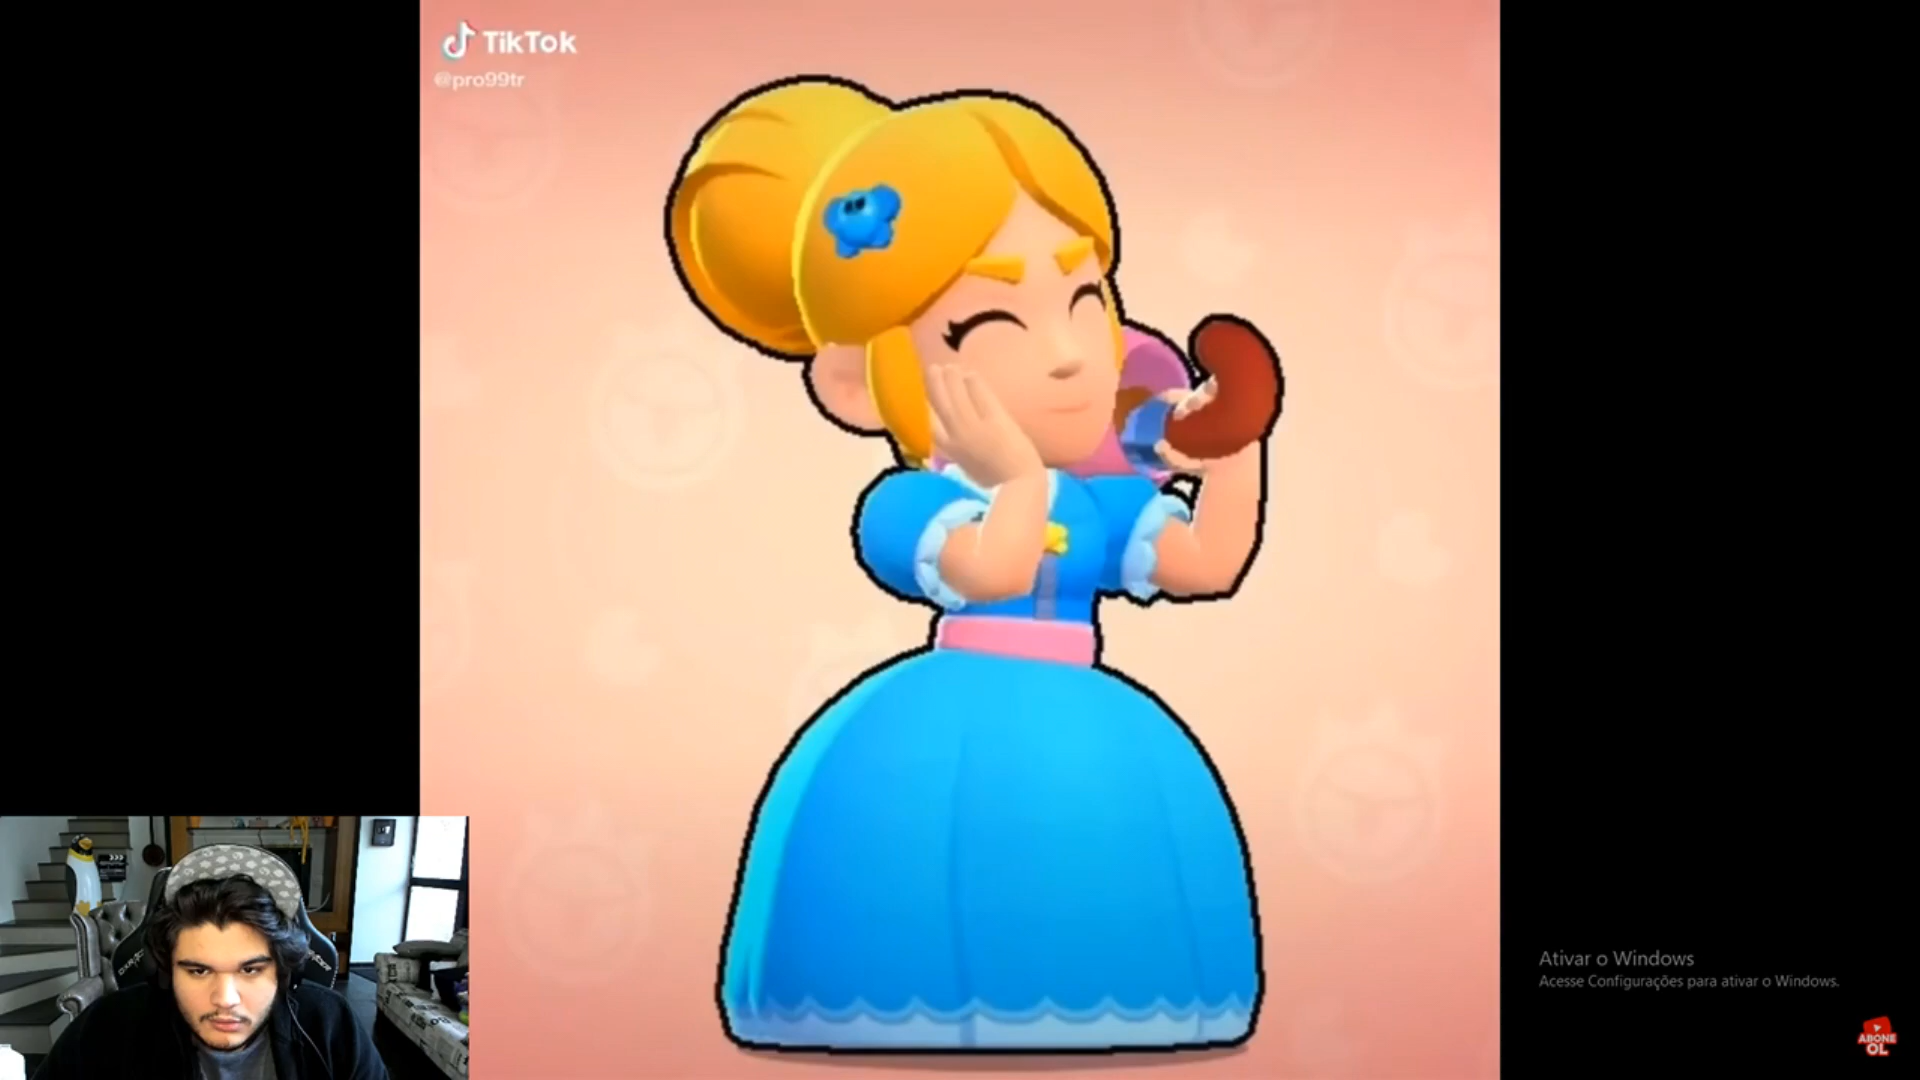 TikTok
@pro99tr
Ativar o Windows
Acesse Configurações para ativar o Windows.
ABONE
OL